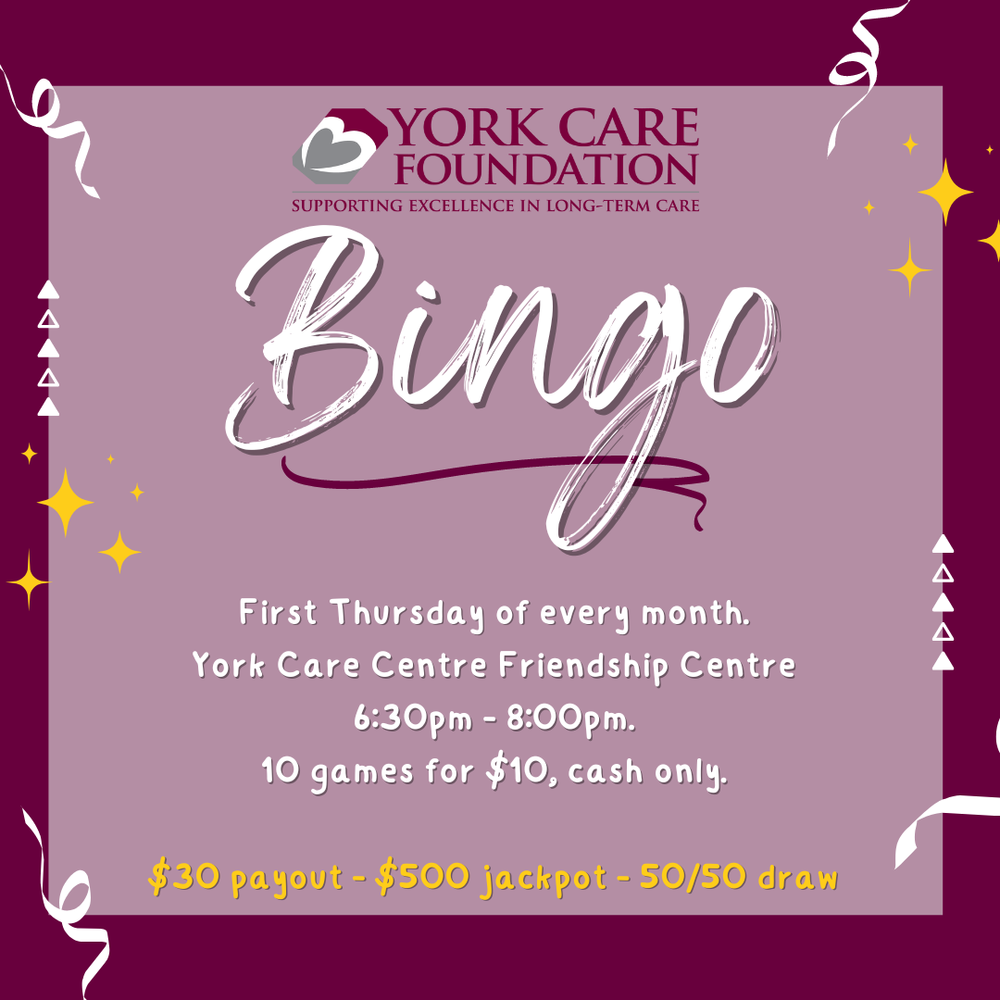 YORK CARE
FOUNDATION
SUPPORTING EXCELLENCE IN LONG-TERM CARE
Bingo
First Thursday of every month.
York Care Centre Friendship Centre
6:30pm - 8:00pm.
10 games for $10, cash only.
$30 payout - $500 jackpot - 50/50 draw